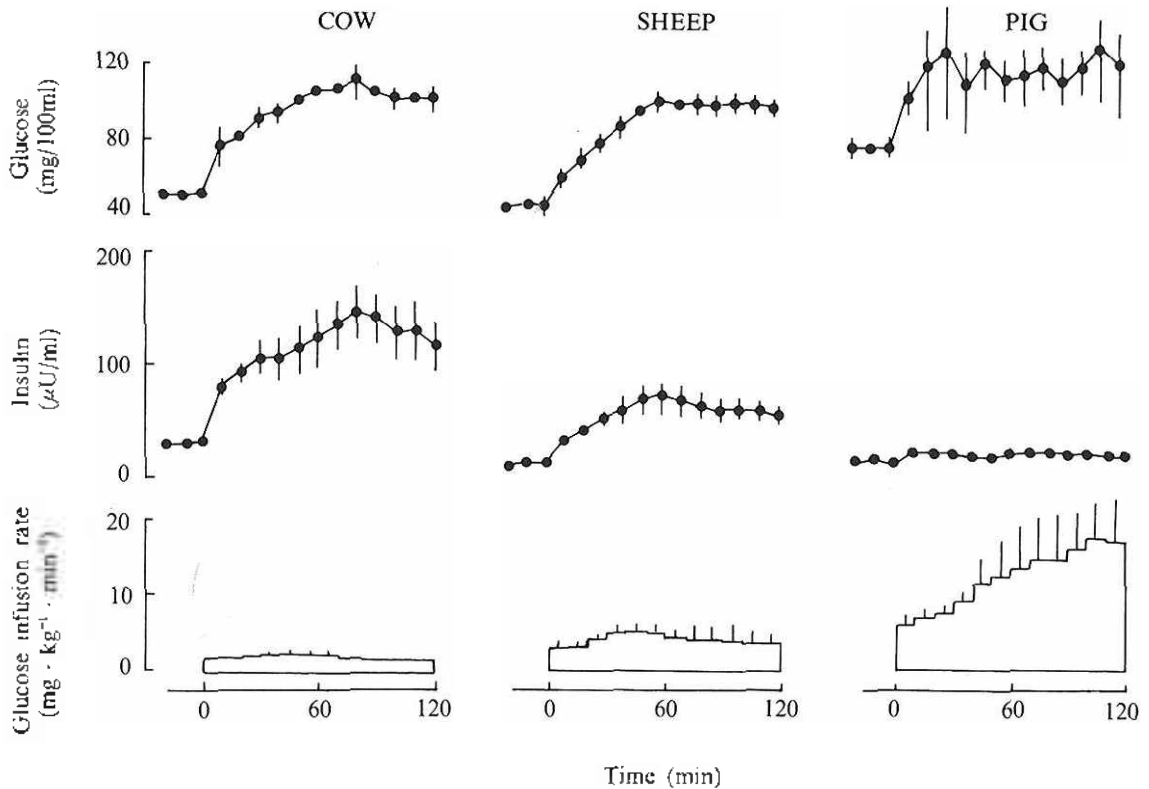 COW SHEEP PIG
Glucose
(mg/100ml)
120
80
40
Insulin
(μU/ml)
200
100
0
Glucose infusion rate
(mg · kg⁻¹ · min⁻¹)
20
10
0
0 60 120 0 60 120 0 60 120
Time (min)